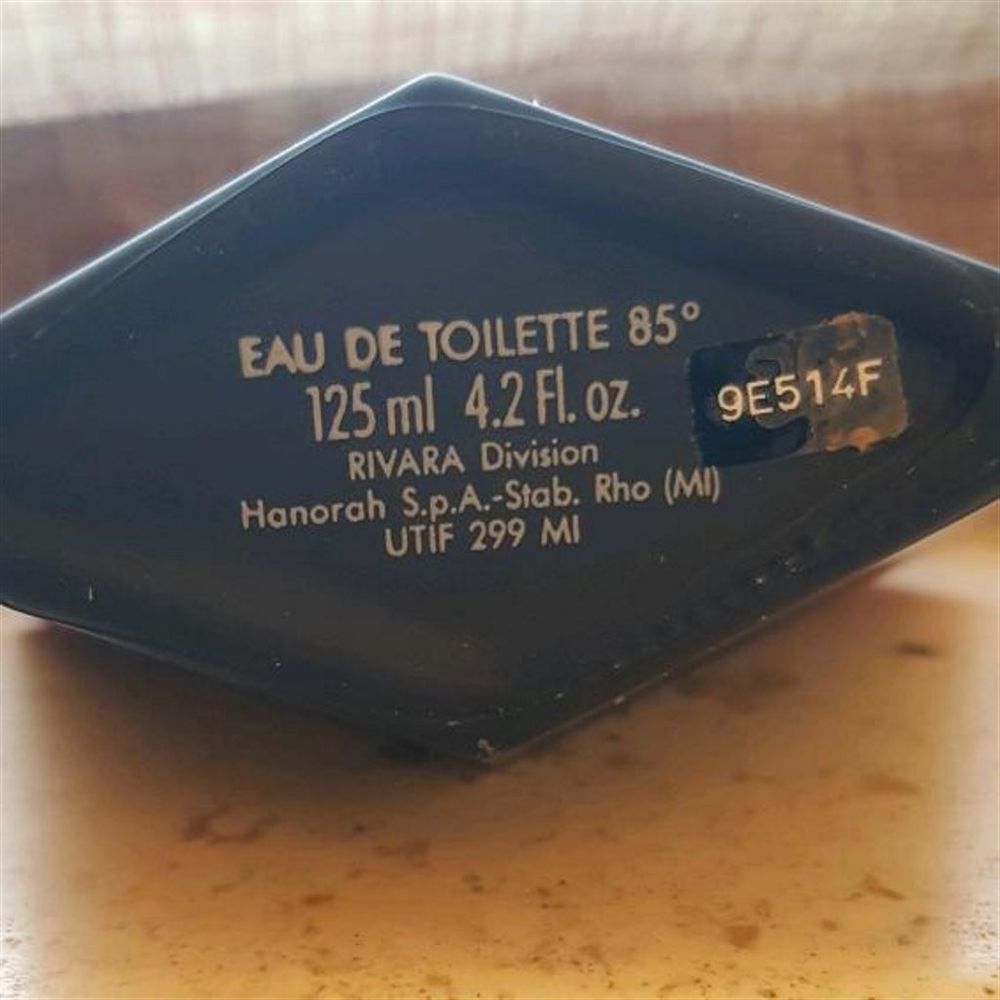 EAU DE TOILETTE 85°
125 ml 4.2 Fl. oz.
9E514F
RIVARA Division
Hanorah S.p.A.-Stab. Rho (MI)
UTIF 299 MI